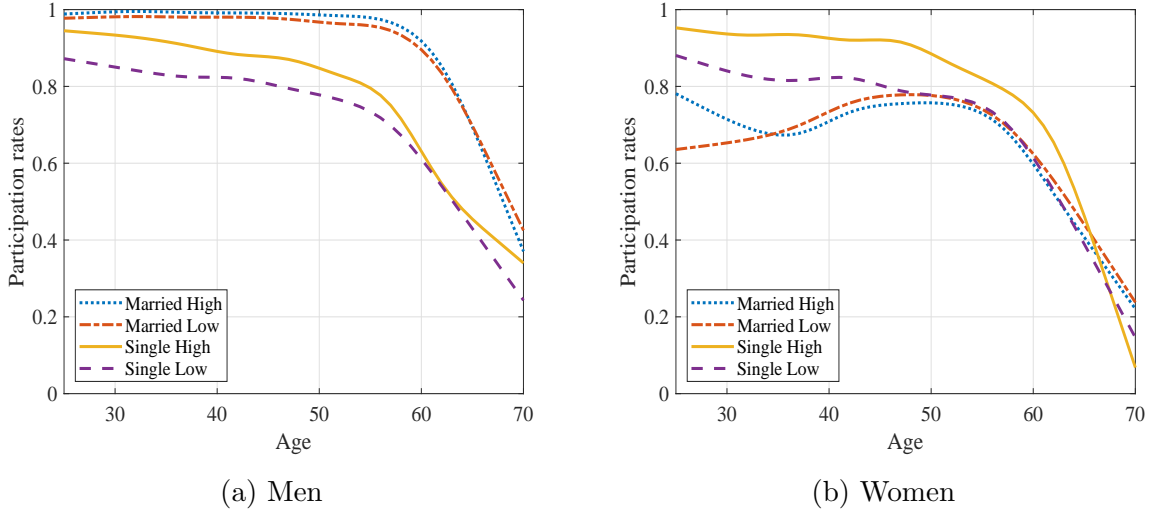 1
0.8
0.6
0.4
0.2
0
Participation rates
30 40 50 60 70
Age
Married High
Married Low
Single High
Single Low
(a) Men
1
0.8
0.6
0.4
0.2
0
Participation rates
30 40 50 60 70
Age
Married High
Married Low
Single High
Single Low
(b) Women